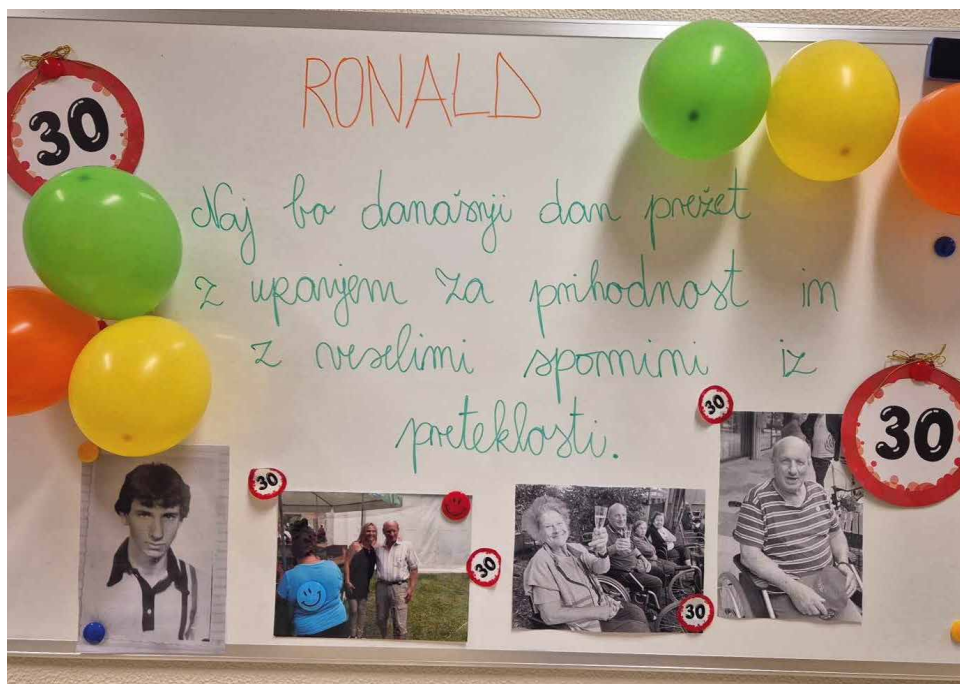 30
RONALD
Naj bo današnji dan prežet
z upanjem za prihodnost in
z veselimi spomini iz
preteklosti.
30
30
30
30
30